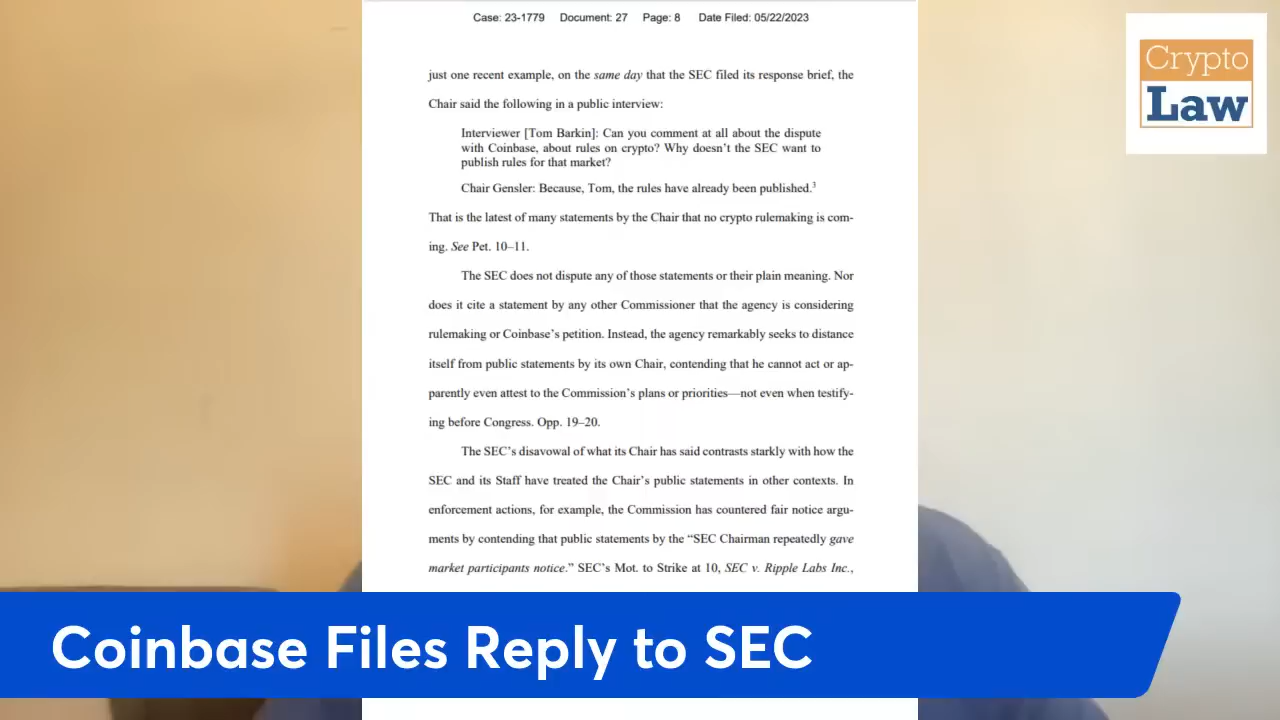 Case: 23-1779 Document: 27 Page: 8 Date Filed: 05/22/2023
Crypto
Law
just one recent example, on the same day that the SEC filed its response brief, the
Chair said the following in a public interview:
Interviewer [Tom Barkin]: Can you comment at all about the dispute
with Coinbase, about rules on crypto? Why doesn’t the SEC want to
publish rules for that market?
Chair Gensler: Because, Tom, the rules have already been published.3
That is the latest of many statements by the Chair that no crypto rulemaking is com-
ing. See Pet. 10–11.
The SEC does not dispute any of those statements or their plain meaning. Nor
does it cite a statement by any other Commissioner that the agency is considering
rulemaking or Coinbase’s petition. Instead, the agency remarkably seeks to distance
itself from public statements by its own Chair, contending that he cannot act or ap-
parently even attest to the Commission’s plans or priorities—not even when testify-
ing before Congress. Opp. 19–20.
The SEC’s disavowal of what its Chair has said contrasts starkly with how the
SEC and its Staff have treated the Chair’s public statements in other contexts. In
enforcement actions, for example, the Commission has countered fair notice argu-
ments by contending that public statements by the “SEC Chairman repeatedly gave
market participants notice.” SEC’s Mot. to Strike at 10, SEC v. Ripple Labs Inc.,
Coinbase Files Reply to SEC